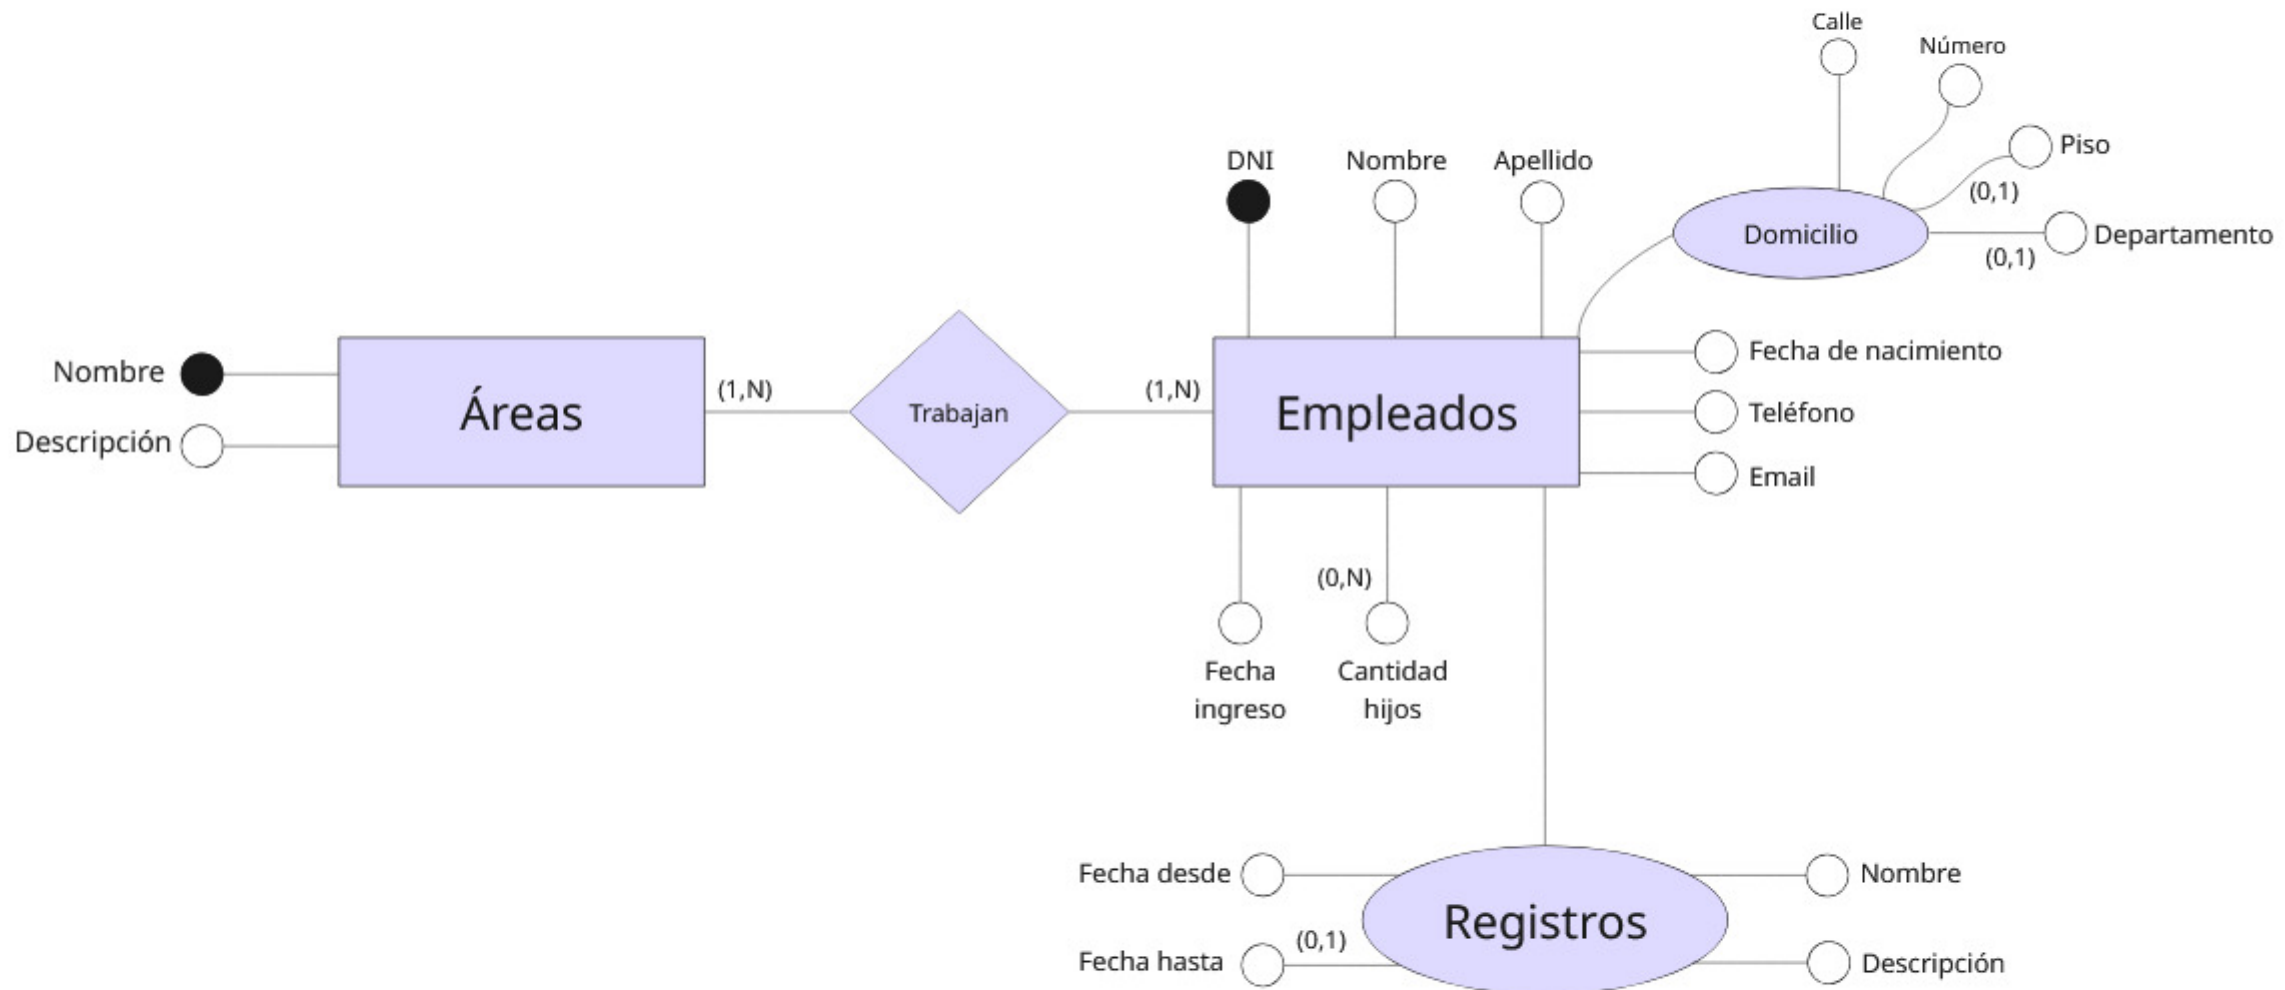 Calle
Número
Piso
(0,1)
Departamento
(0,1)
Domicilio
DNI
Nombre
Apellido
Nombre
Descripción
Áreas
(1,N)
Trabajan
(1,N)
Empleados
Fecha de nacimiento
Teléfono
Email
(0,N)
Fecha
ingreso
Cantidad
hijos
Fecha desde
Fecha hasta
(0,1)
Registros
Nombre
Descripción